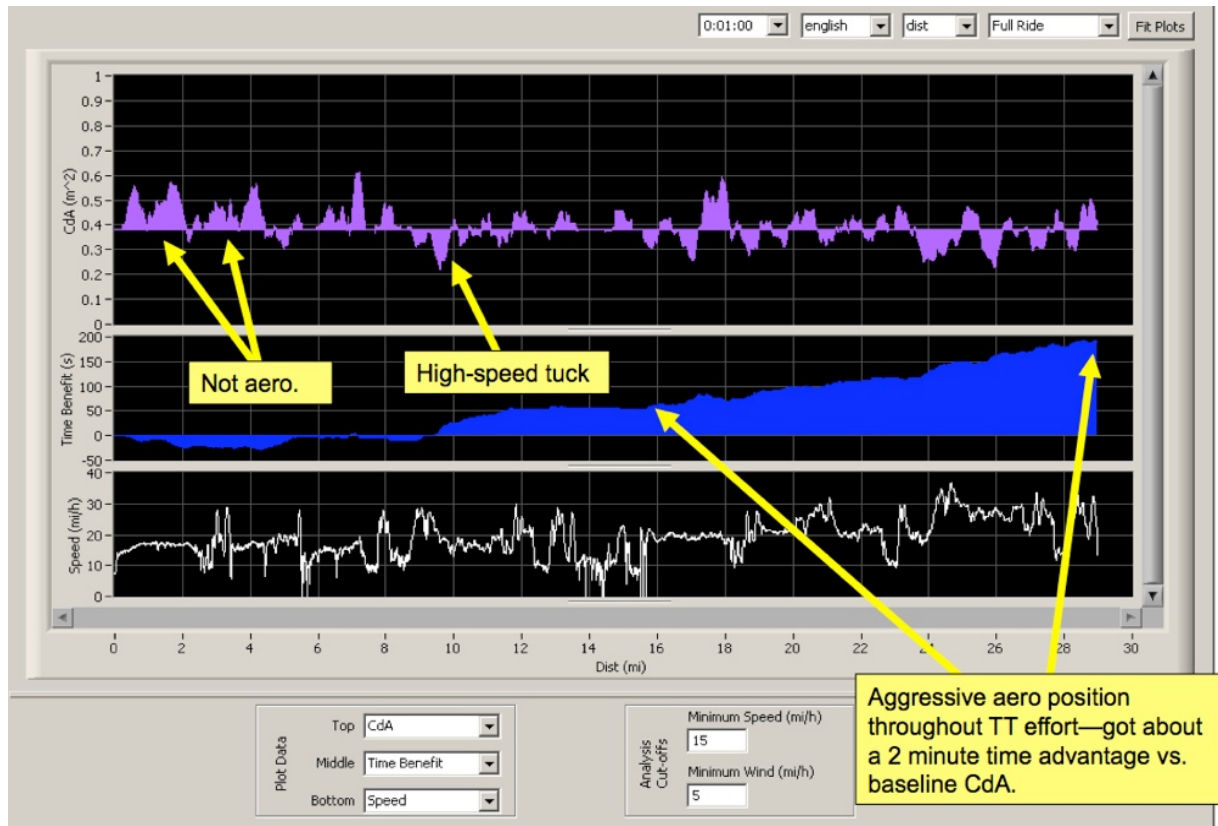 0:01:00 english dist Full Ride Fit Plots
1
0.9
0.8
0.7
0.6
0.5
0.4
0.3
0.2
0.1
0
CdA (m^2)
Not aero.
High-speed tuck
200
150
100
50
0
-50
Time Benefit (s)
40
30
20
10
0
Speed (mi/h)
0 2 4 6 8 10 12 14 16 18 20 22 24 26 28 30
Dist (mi)
Aggressive aero position
throughout TT effort—got about
a 2 minute time advantage vs.
baseline CdA.
Plot Data
Top CdA
Middle Time Benefit
Bottom Speed
Analysis
Cut-offs
Minimum Speed (mi/h)
15
Minimum Wind (mi/h)
5